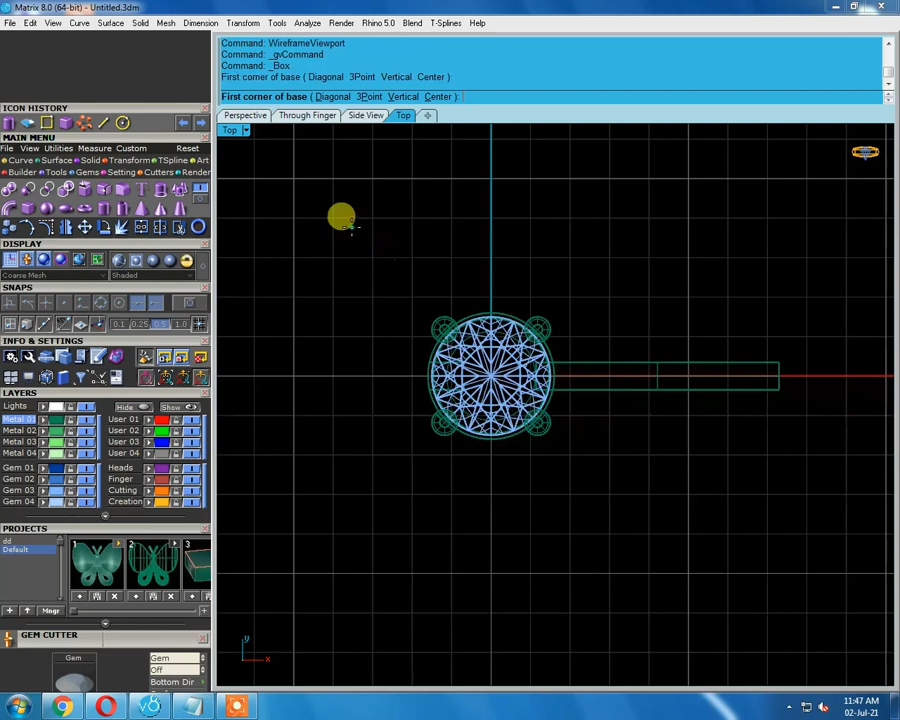 Matrix 8.0 (64-bit) - Untitled.3dm
File Edit View Curve Surface Solid Mesh Dimension Transform Tools Analyze Render Rhino 5.0 Blend T-Splines Help
Command: WireframeViewport
Command: _gvCommand
Command: _Box
First corner of base ( Diagonal 3Point Vertical Center ):
First corner of base ( Diagonal 3Point Vertical Center ):
Perspective Through Finger Side View Top
Top
ICON HISTORY
MAIN MENU
File View Utilities Measure Custom Reset
Curve Surface Solid Transform TSpline Art
Builder Tools Gems Setting Cutters Render
DISPLAY
Coarse Mesh Shaded
SNAPS
0.1 0.25 0.5 1.0
INFO & SETTINGS
LAYERS
Lights Hide Show
Metal 01 User 01
Metal 02 User 02
Metal 03 User 03
Metal 04 User 04
Gem 01 Heads
Gem 02 Finger
Gem 03 Cutting
Gem 04 Creation
PROJECTS
dd
Default
1 2 3
Mngr
GEM CUTTER
Gem Gem
Off
Bottom Dir
y
x
11:47 AM
02-Jul-21